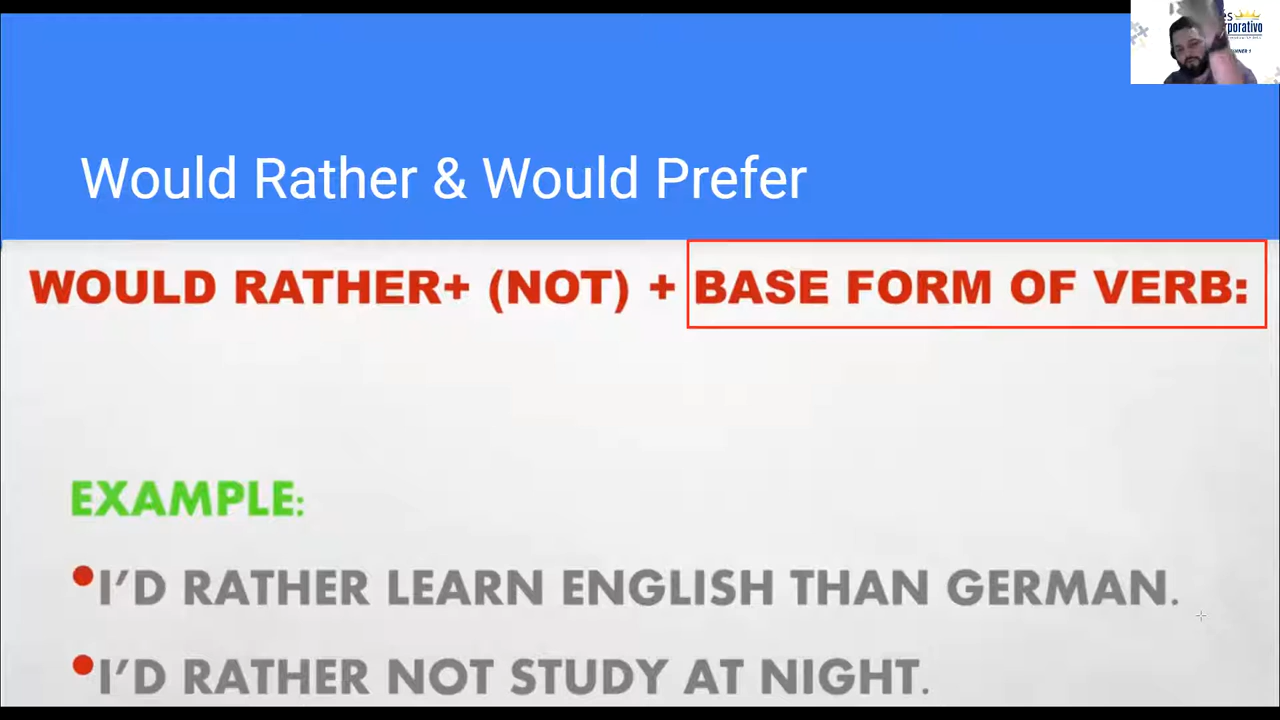 Would Rather & Would Prefer
WOULD RATHER+ (NOT) + BASE FORM OF VERB:
EXAMPLE:
•I’D RATHER LEARN ENGLISH THAN GERMAN.
•I’D RATHER NOT STUDY AT NIGHT.